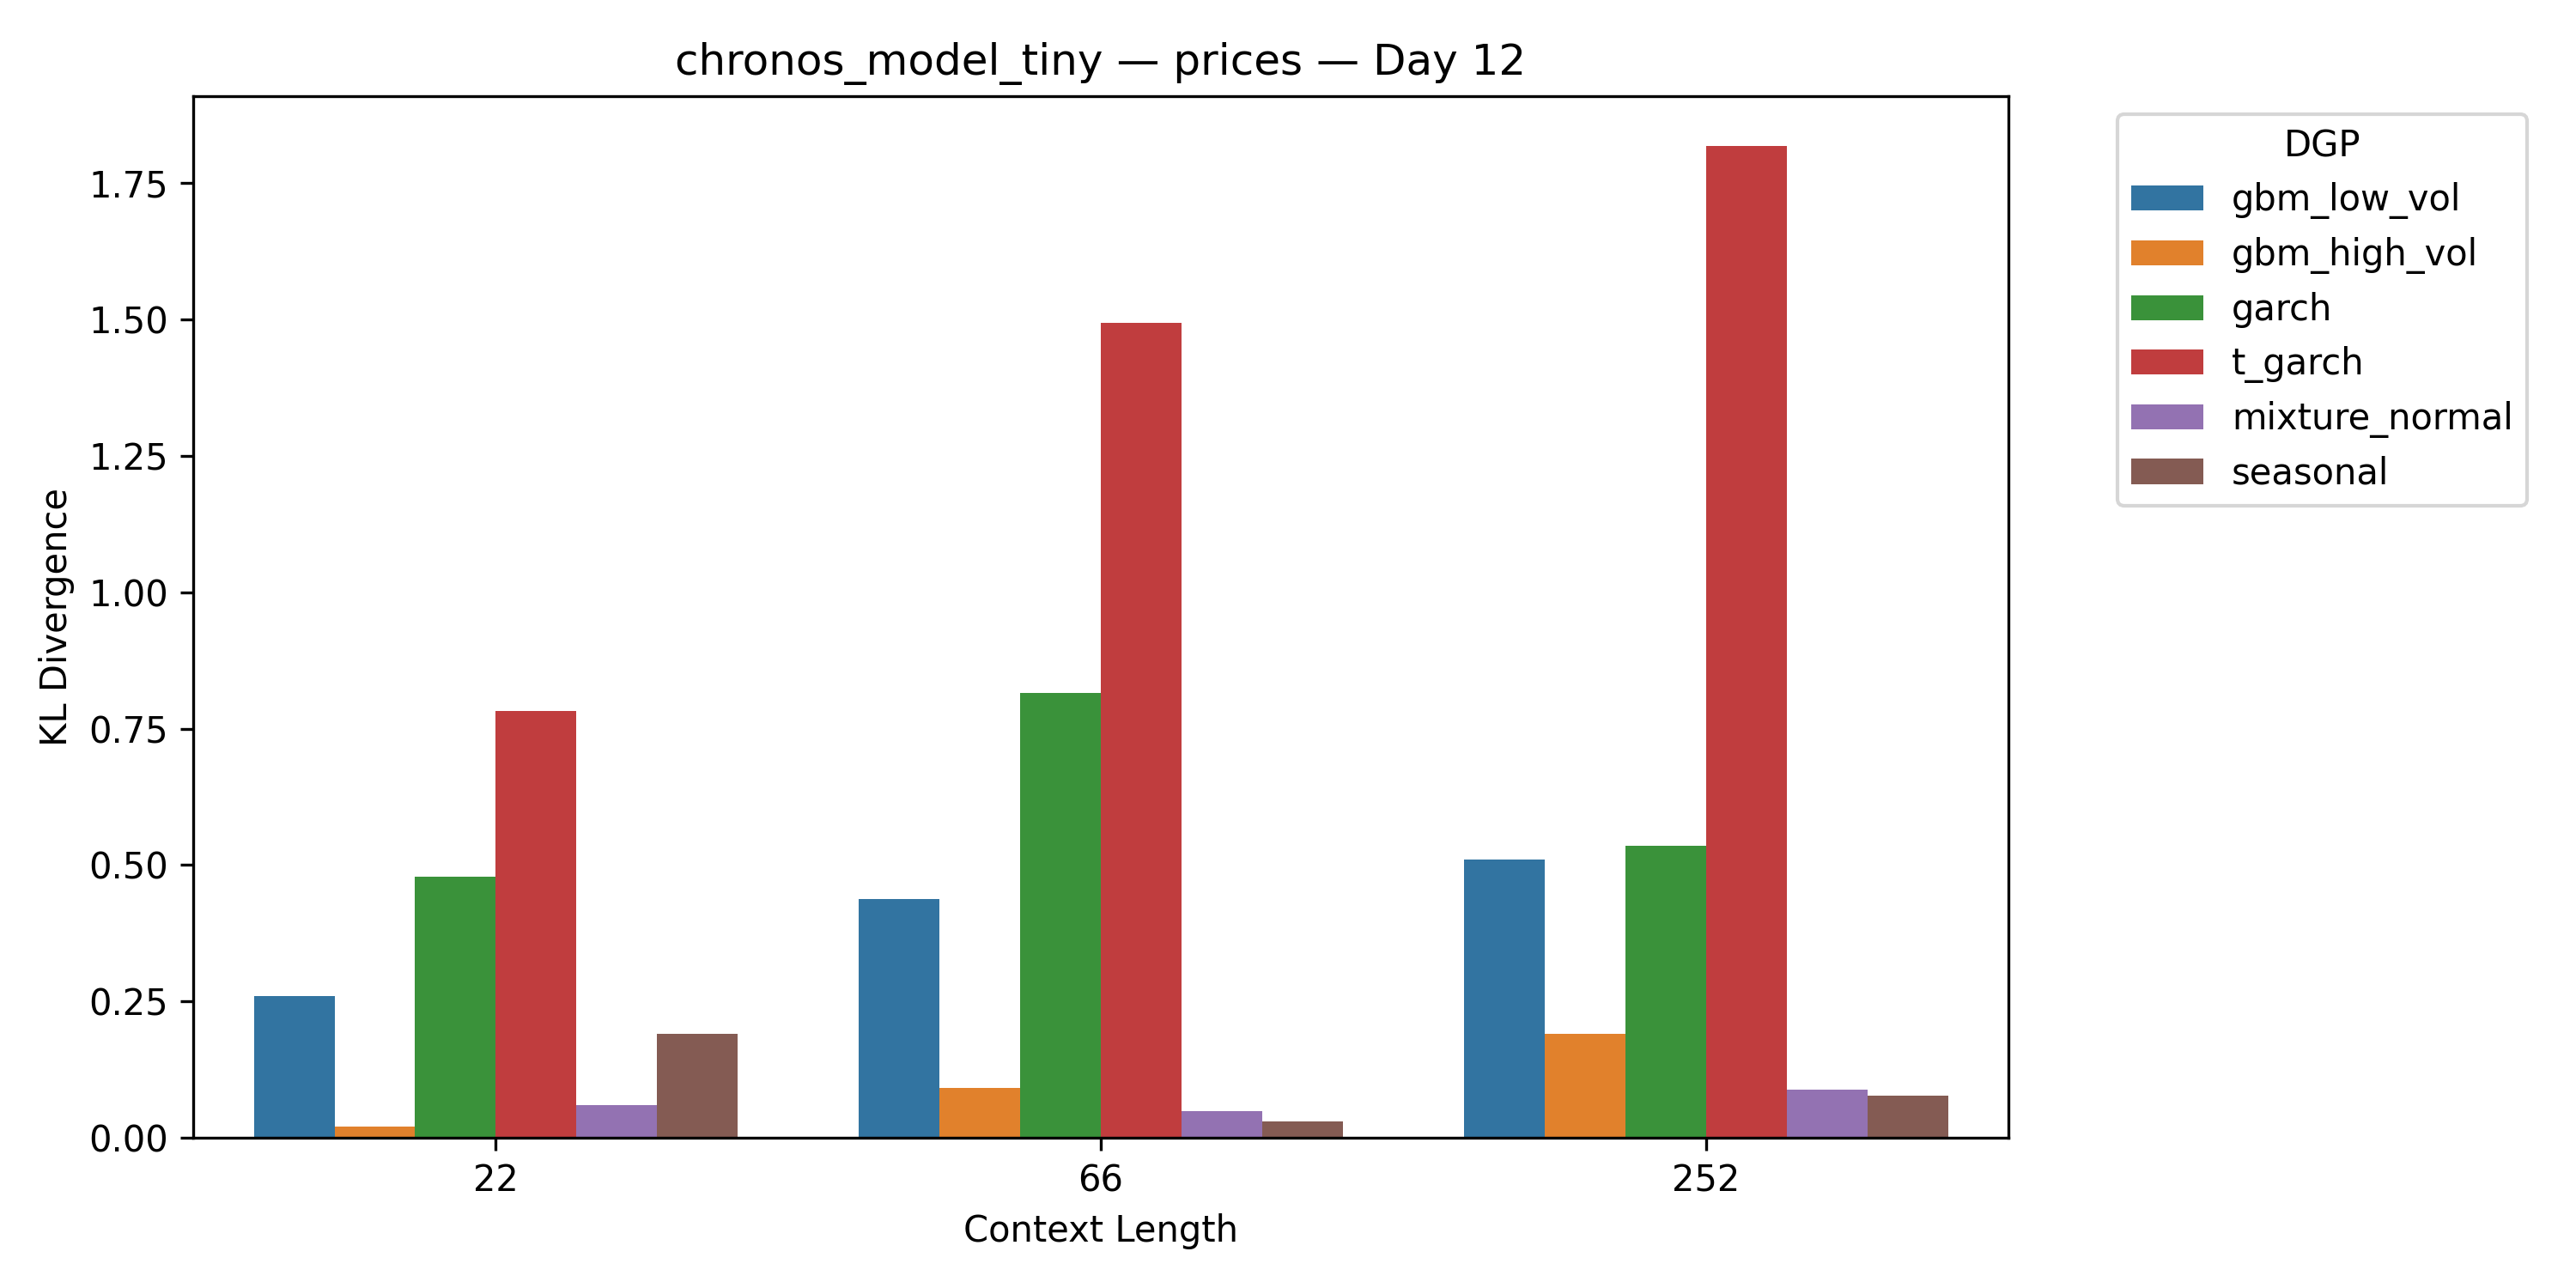 chronos_model_tiny — prices — Day 12
KL Divergence
1.75
1.50
1.25
1.00
0.75
0.50
0.25
0.00
22
66
252
Context Length
DGP
gbm_low_vol
gbm_high_vol
garch
t_garch
mixture_normal
seasonal